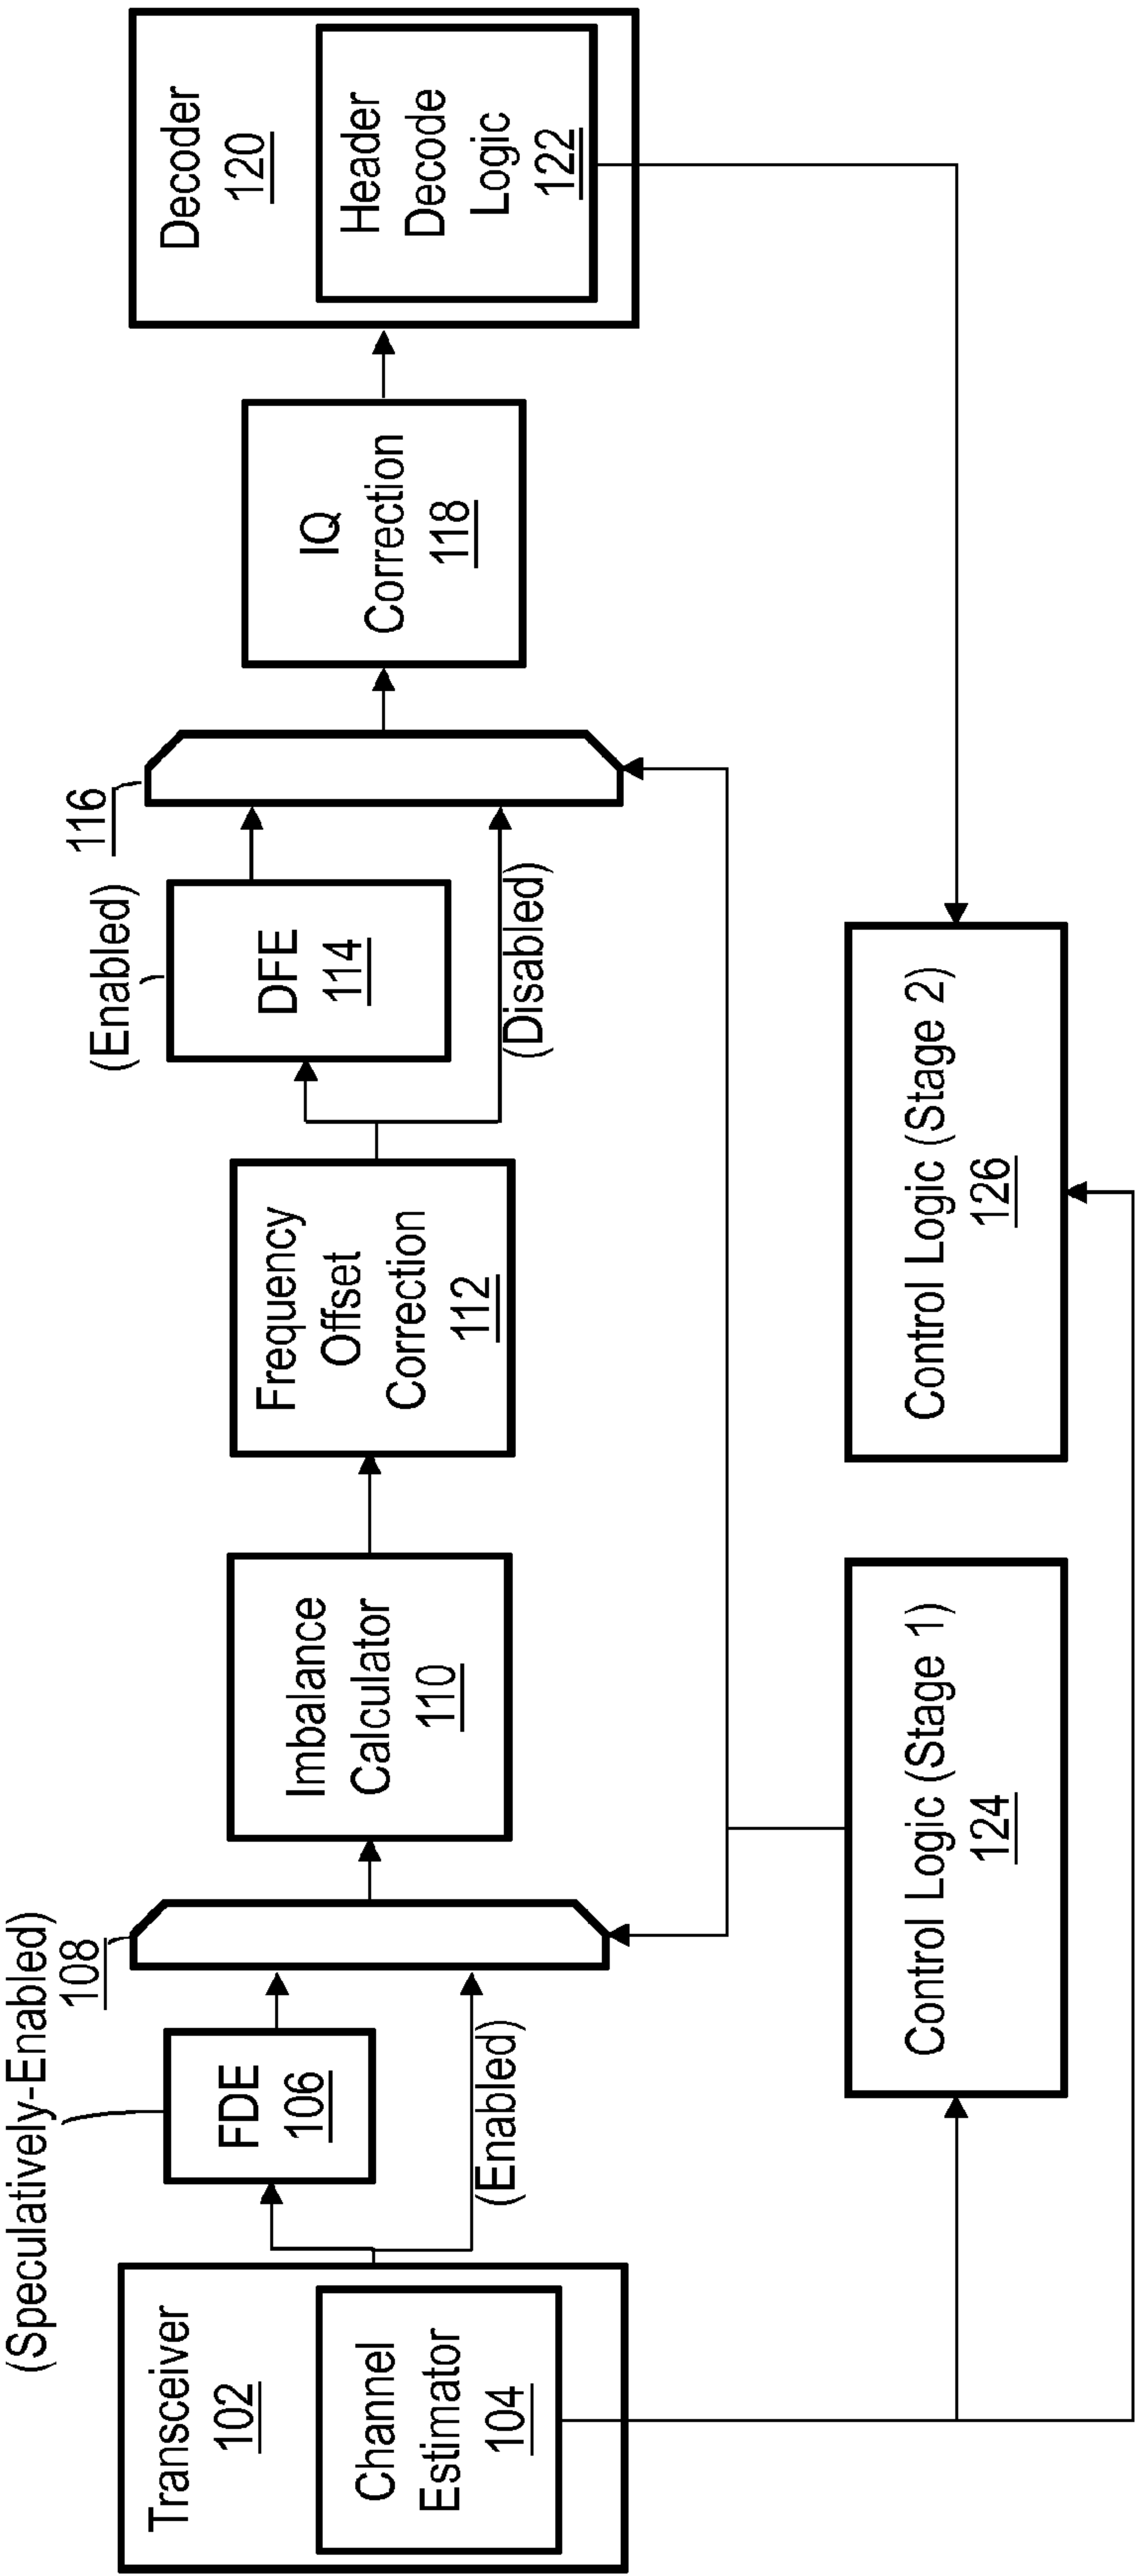 (Speculatively-Enabled)
Transceiver
102
Channel
Estimator
104
FDE
106
(Enabled)
108
Imbalance
Calculator
110
Frequency
Offset
Correction
112
(Enabled)
DFE
114
(Disabled)
116
IQ
Correction
118
Decoder
120
Header
Decode
Logic
122
Control Logic (Stage 1)
124
Control Logic (Stage 2)
126